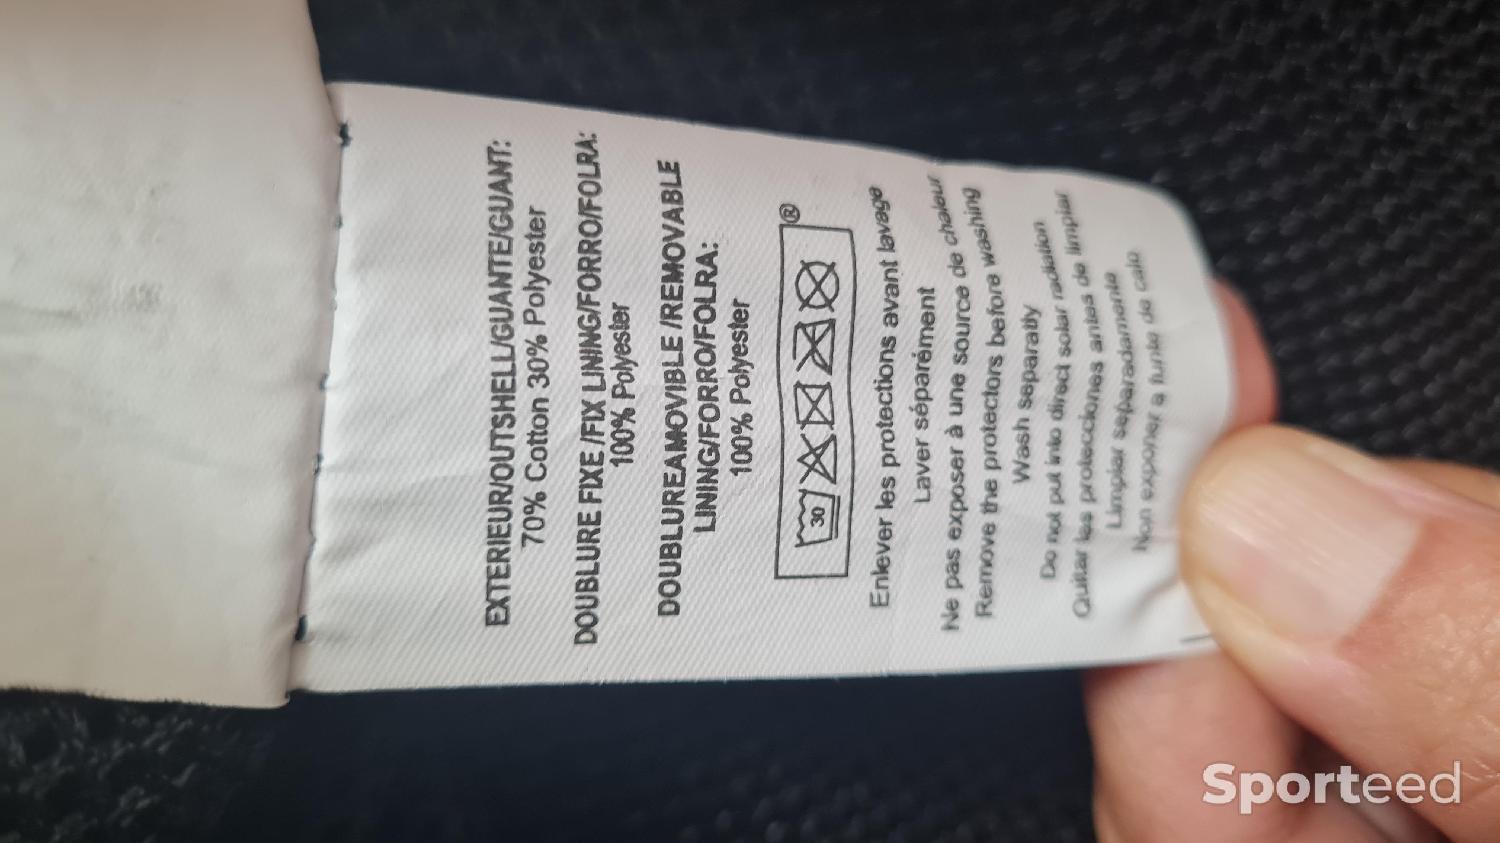 EXTERIEUR/OUTSHELL/GUANTE/GUANT:
70% Cotton 30% Polyester
DOUBLURE FIXE /FIX LINING/FORRO/FOLRA:
100% Polyester
DOUBLUREAMOVIBLE /REMOVABLE
LINING/FORRO/FOLRA:
100% Polyester
30 ®
Enlever les protections avant lavage
Laver séparément
Ne pas exposer à une source de chaleur
Remove the protectors before washing
Wash separatly
Do not put into direct solar radiation
Quitar las protecciones antes de limpiar
Limpiar separadamente
Non exponer a funte de calo
Sporteed